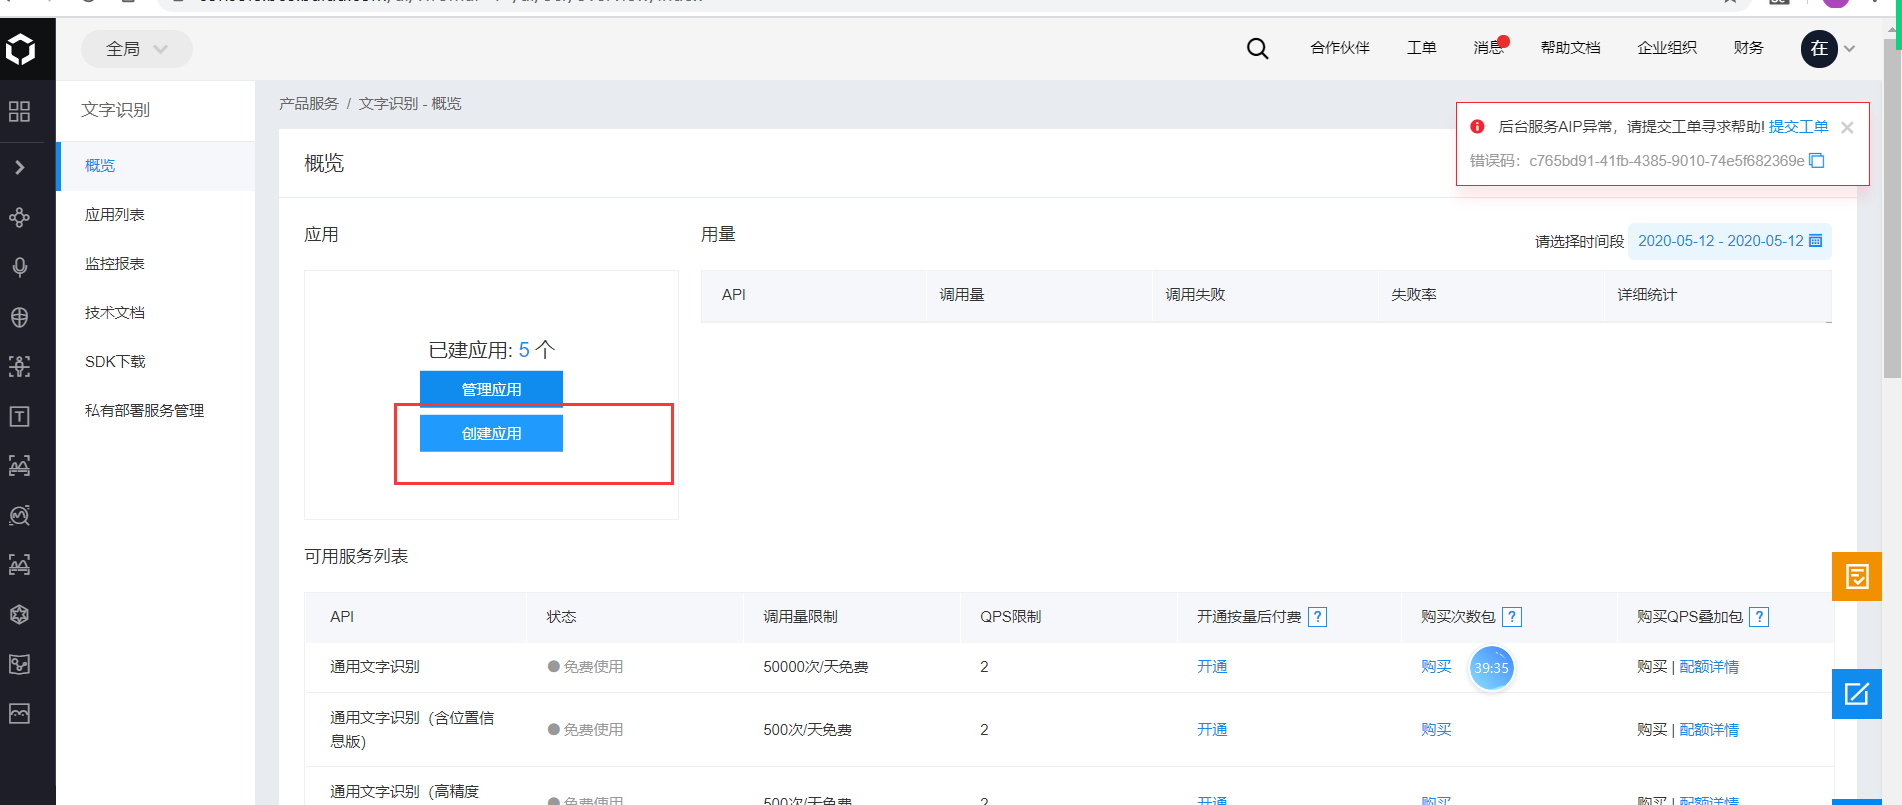 全局
合作伙伴
工单
消息
帮助文档
企业组织
财务
在
文字识别
概览
应用列表
监控报表
技术文档
SDK下载
私有部署服务管理
产品服务 / 文字识别 - 概览
后台服务AIP异常，请提交工单寻求帮助! 提交工单
错误码：c765bd91-41fb-4385-9010-74e5f682369e
概览
应用
已建应用: 5 个
管理应用
创建应用
用量
请选择时间段 2020-05-12 - 2020-05-12
API 调用量 调用失败 失败率 详细统计
可用服务列表
API 状态 调用量限制 QPS限制 开通按量后付费 ? 购买次数包 ? 购买QPS叠加包 ?
通用文字识别 免费使用 50000次/天免费 2 开通 购买 39:35 购买 | 配额详情
通用文字识别（含位置信
息版） 免费使用 500次/天免费 2 开通 购买 购买 | 配额详情
通用文字识别（高精度
免费使用 500次/天免费 2 开通 购买 购买 | 配额详情